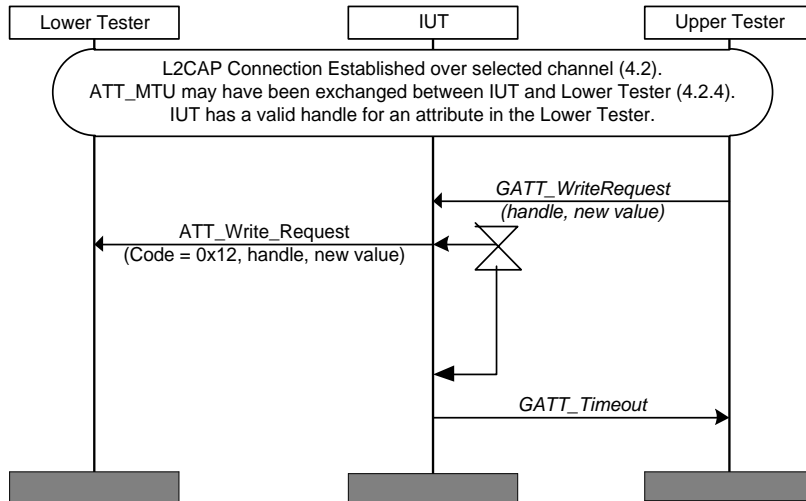 Lower Tester
IUT
Upper Tester
L2CAP Connection Established over selected channel (4.2).
ATT_MTU may have been exchanged between IUT and Lower Tester (4.2.4).
IUT has a valid handle for an attribute in the Lower Tester.
GATT_WriteRequest
(handle, new value)
ATT_Write_Request
(Code = 0x12, handle, new value)
GATT_Timeout